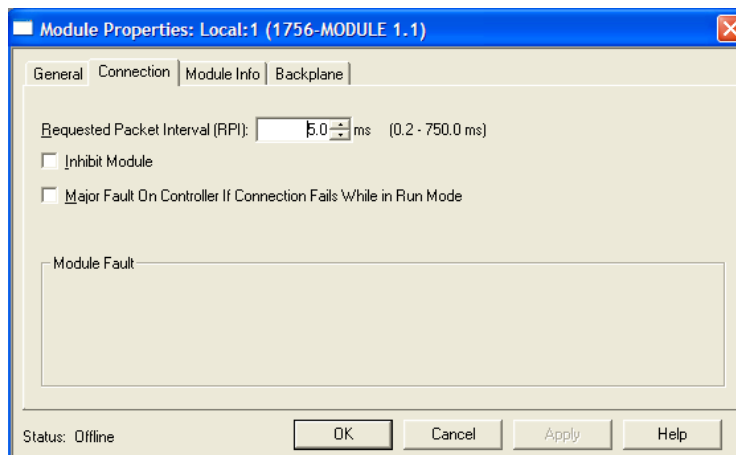 Module Properties: Local:1 (1756-MODULE 1.1)
General Connection Module Info Backplane
Requested Packet Interval (RPI): 5.0 ms (0.2 - 750.0 ms)
Inhibit Module
Major Fault On Controller If Connection Fails While in Run Mode
Module Fault
Status: Offline OK Cancel Apply Help